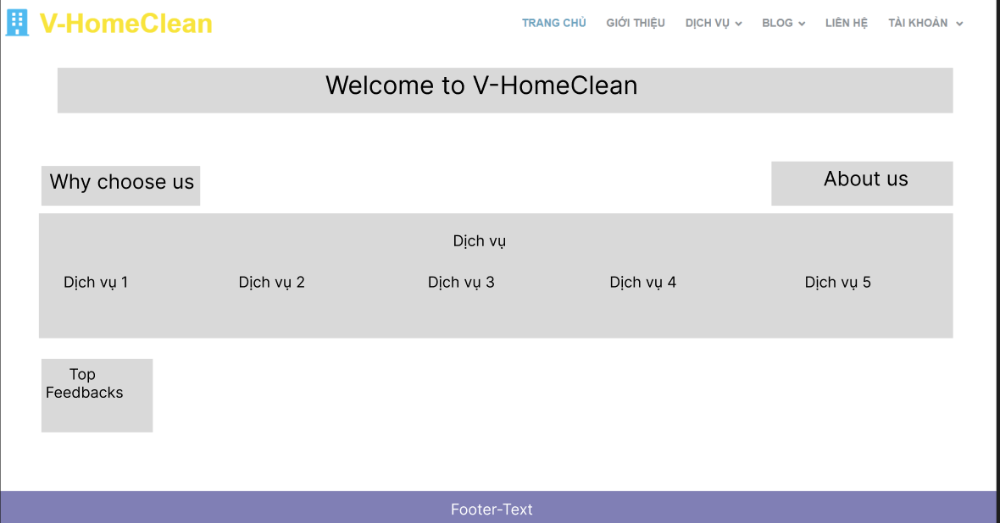 V-HomeClean
TRANG CHỦ GIỚI THIỆU DỊCH VỤ BLOG LIÊN HỆ TÀI KHOẢN
Welcome to V-HomeClean
Why choose us
About us
Dịch vụ
Dịch vụ 1 Dịch vụ 2 Dịch vụ 3 Dịch vụ 4 Dịch vụ 5
Top
Feedbacks
Footer-Text